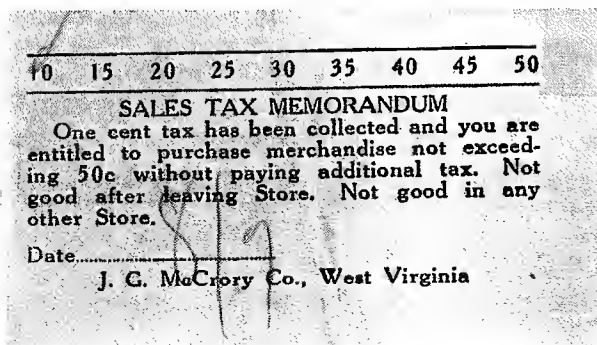 10 15 20 25 30 35 40 45 50
SALES TAX MEMORANDUM
One cent tax has been collected and you are
entitled to purchase merchandise not exceed-
ing 50c without paying additional tax. Not
good after leaving Store. Not good in any
other Store.
Date
J. G. McCrory Co., West Virginia